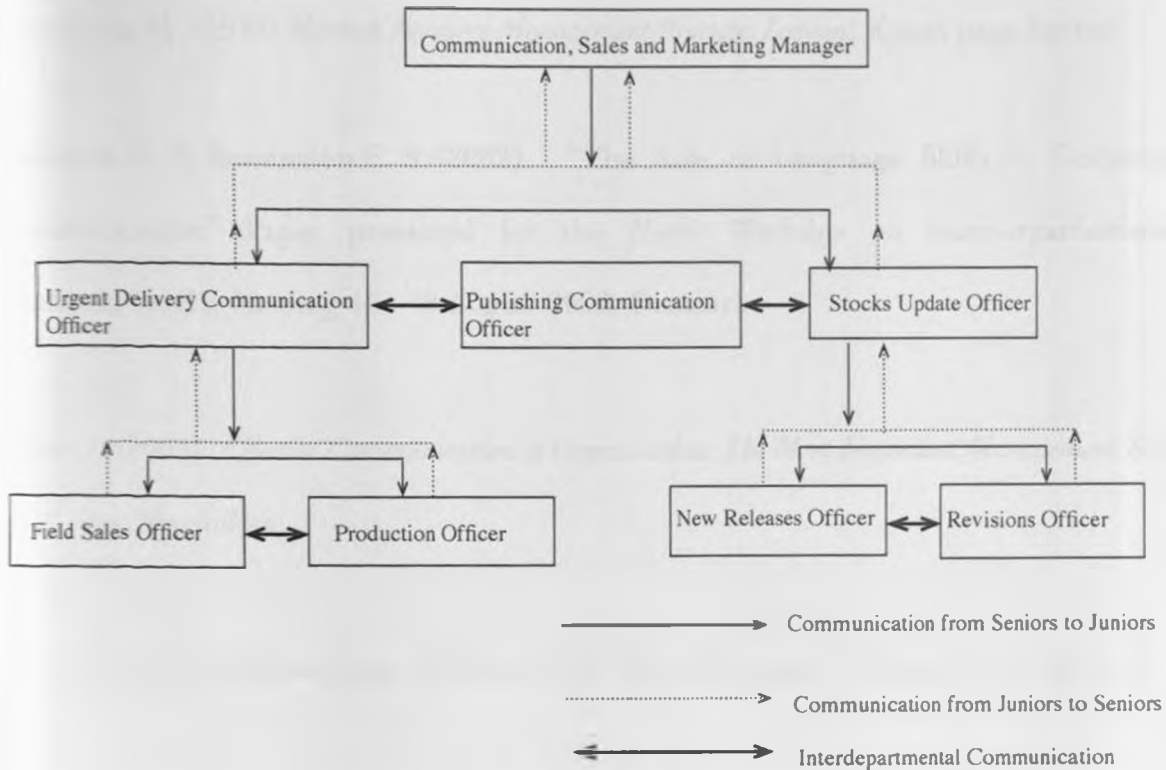 Communication, Sales and Marketing Manager
Urgent Delivery Communication
Officer
Publishing Communication
Officer
Stocks Update Officer
Field Sales Officer
Production Officer
New Releases Officer
Revisions Officer
Communication from Seniors to Juniors
Communication from Juniors to Seniors
Interdepartmental Communication